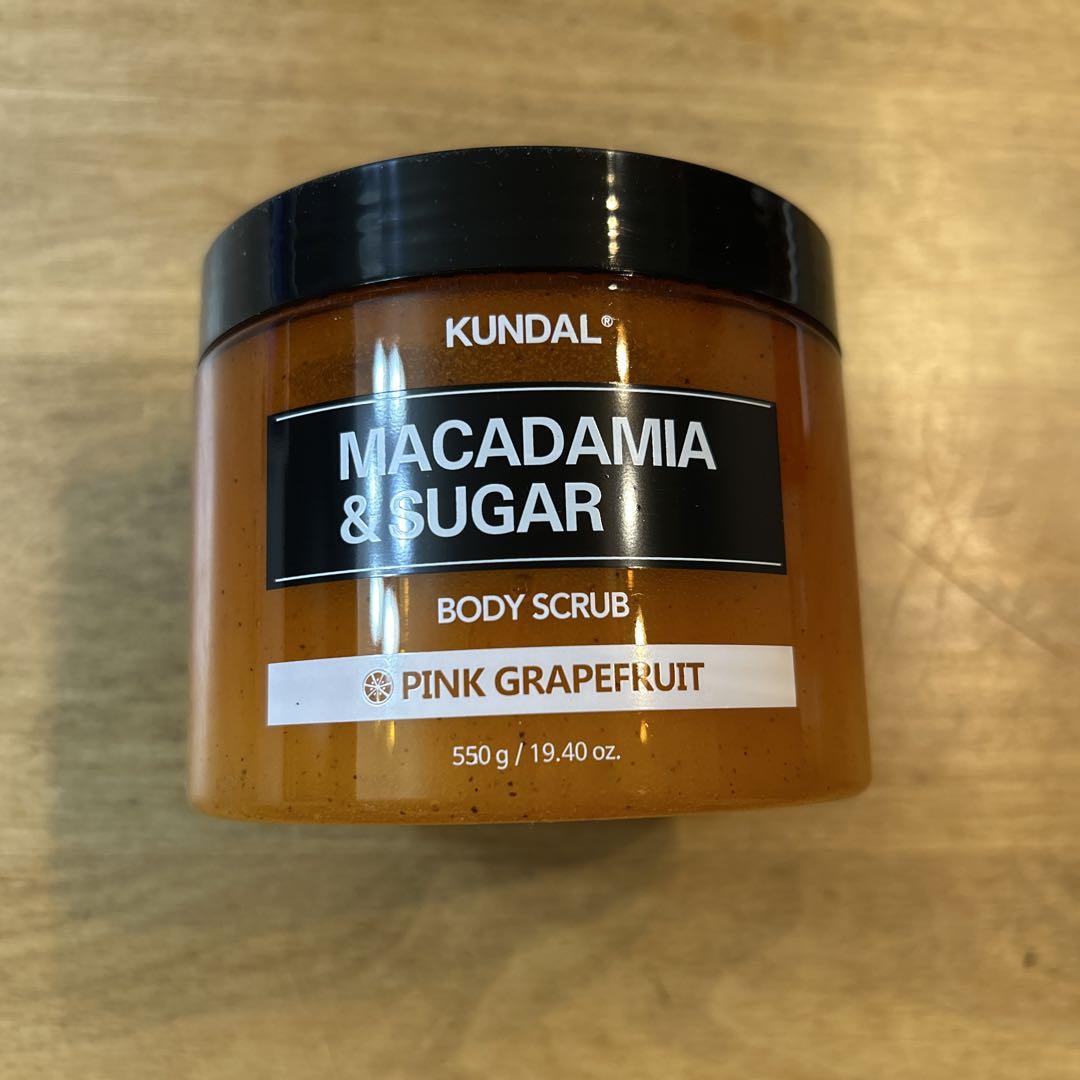 KUNDAL®
MACADAMIA
& SUGAR
BODY SCRUB
PINK GRAPEFRUIT
550 g / 19.40 oz.